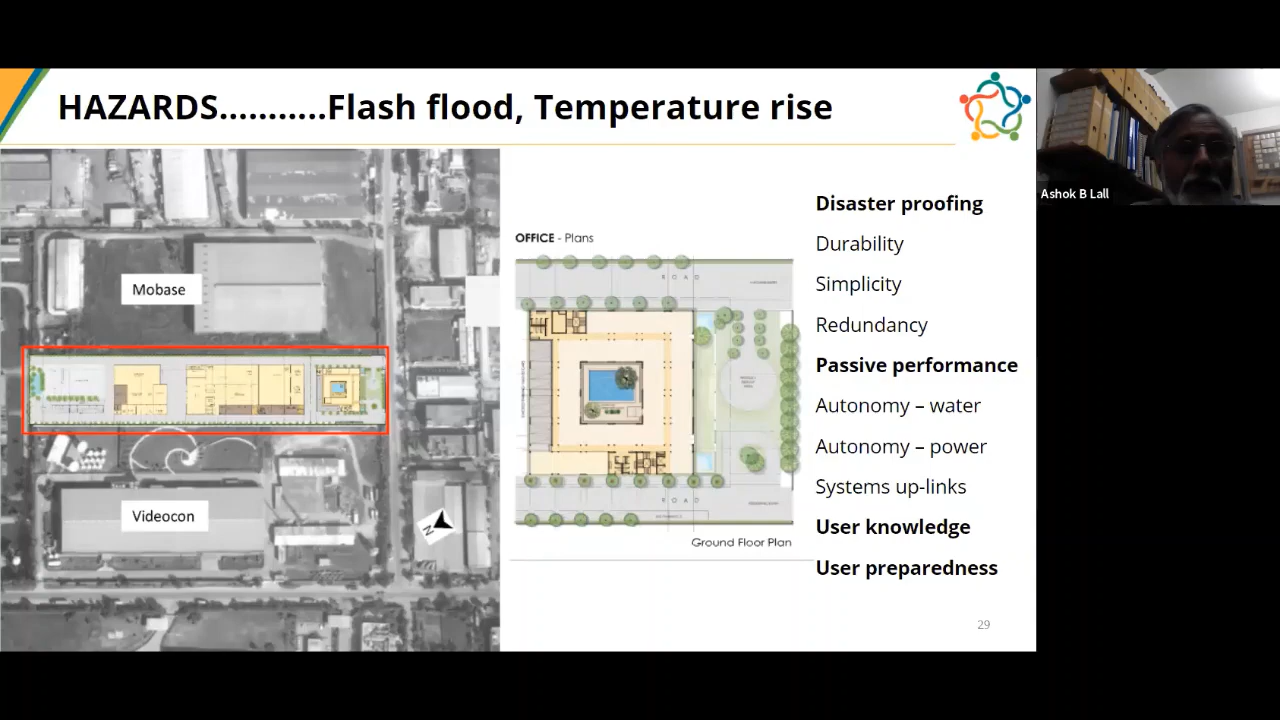 HAZARDS...........Flash flood, Temperature rise
Ashok B Lall
Mobase
Videocon
N
OFFICE - Plans
R O A D
R O A D
Ground Floor Plan
Disaster proofing
Durability
Simplicity
Redundancy
Passive performance
Autonomy – water
Autonomy – power
Systems up-links
User knowledge
User preparedness
29